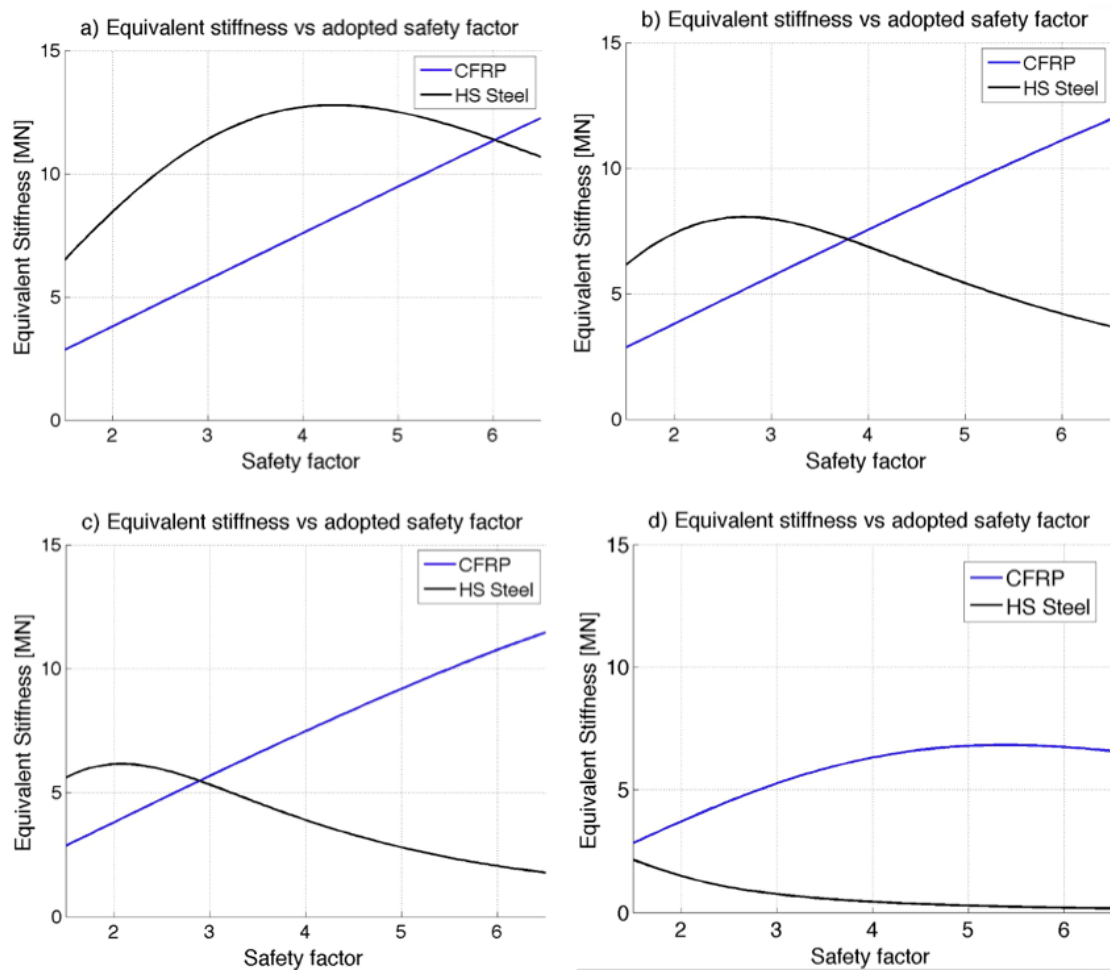 a) Equivalent stiffness vs adopted safety factor
15
10
5
0
Equivalent Stiffness [MN]
CFRP
HS Steel
2 3 4 5 6
Safety factor
b) Equivalent stiffness vs adopted safety factor
15
10
5
0
Equivalent Stiffness [MN]
CFRP
HS Steel
2 3 4 5 6
Safety factor
c) Equivalent stiffness vs adopted safety factor
15
10
5
0
Equivalent Stiffness [MN]
CFRP
HS Steel
2 3 4 5 6
Safety factor
d) Equivalent stiffness vs adopted safety factor
15
10
5
0
Equivalent Stiffness [MN]
CFRP
HS Steel
2 3 4 5 6
Safety factor